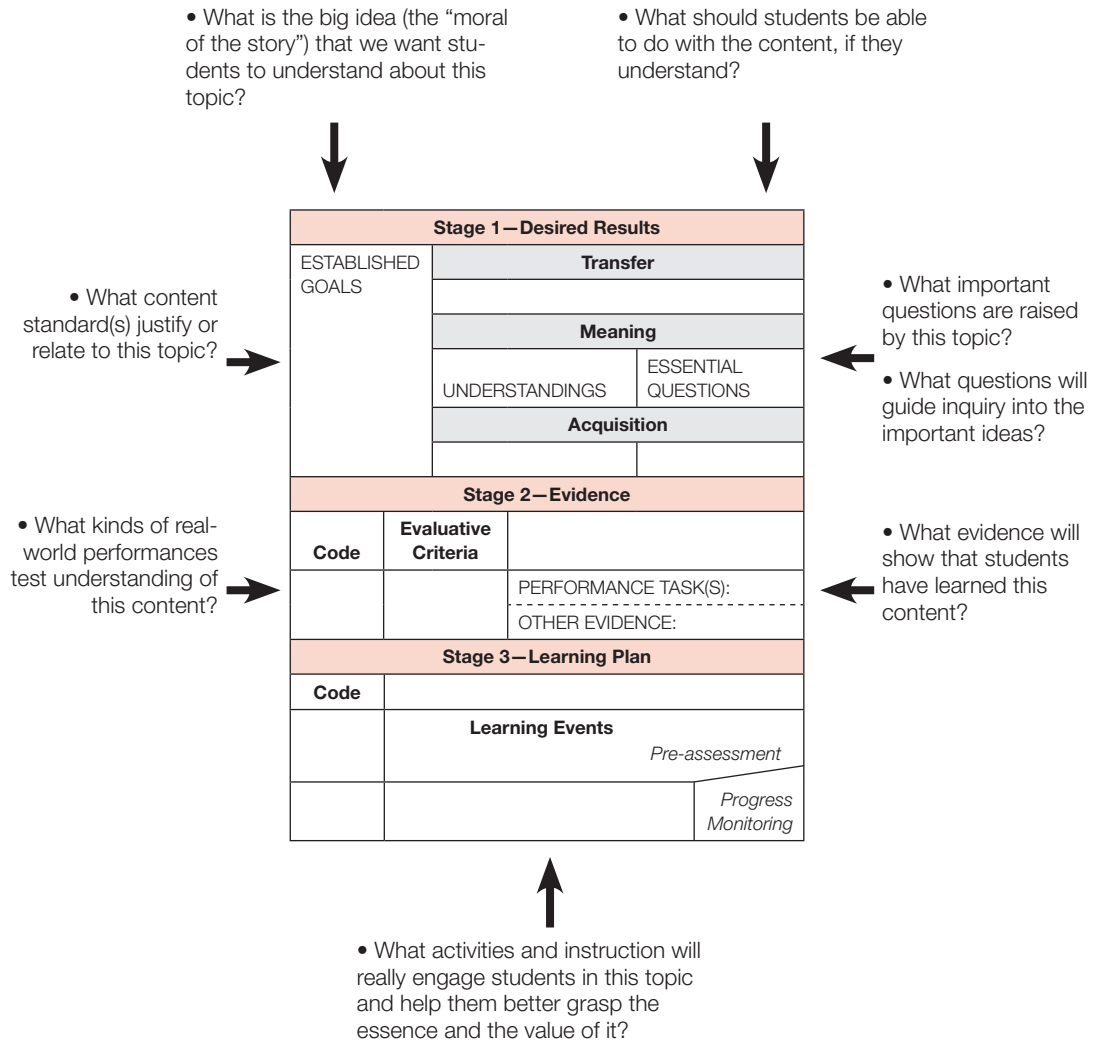 • What is the big idea (the “moral
of the story”) that we want stu-
dents to understand about this
topic?
• What should students be able
to do with the content, if they
understand?
Stage 1—Desired Results
ESTABLISHED
GOALS
Transfer
Meaning
UNDERSTANDINGS
ESSENTIAL
QUESTIONS
Acquisition
• What content
standard(s) justify or
relate to this topic?
• What important
questions are raised
by this topic?
• What questions will
guide inquiry into the
important ideas?
Stage 2—Evidence
Code
Evaluative
Criteria
PERFORMANCE TASK(S):
OTHER EVIDENCE:
• What kinds of real-
world performances
test understanding of
this content?
• What evidence will
show that students
have learned this
content?
Stage 3—Learning Plan
Code
Learning Events
Pre-assessment
Progress
Monitoring
• What activities and instruction will
really engage students in this topic
and help them better grasp the
essence and the value of it?